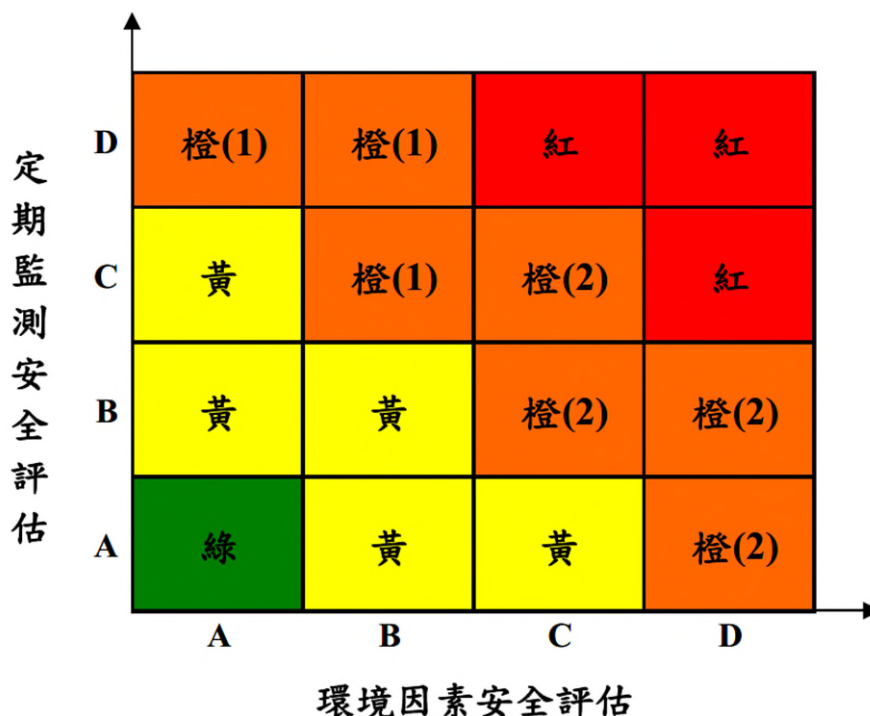 定期監測安全評估
D 橙(1) 橙(1) 紅 紅
C 黃 橙(1) 橙(2) 紅
B 黃 黃 橙(2) 橙(2)
A 綠 黃 黃 橙(2)
A B C D
環境因素安全評估